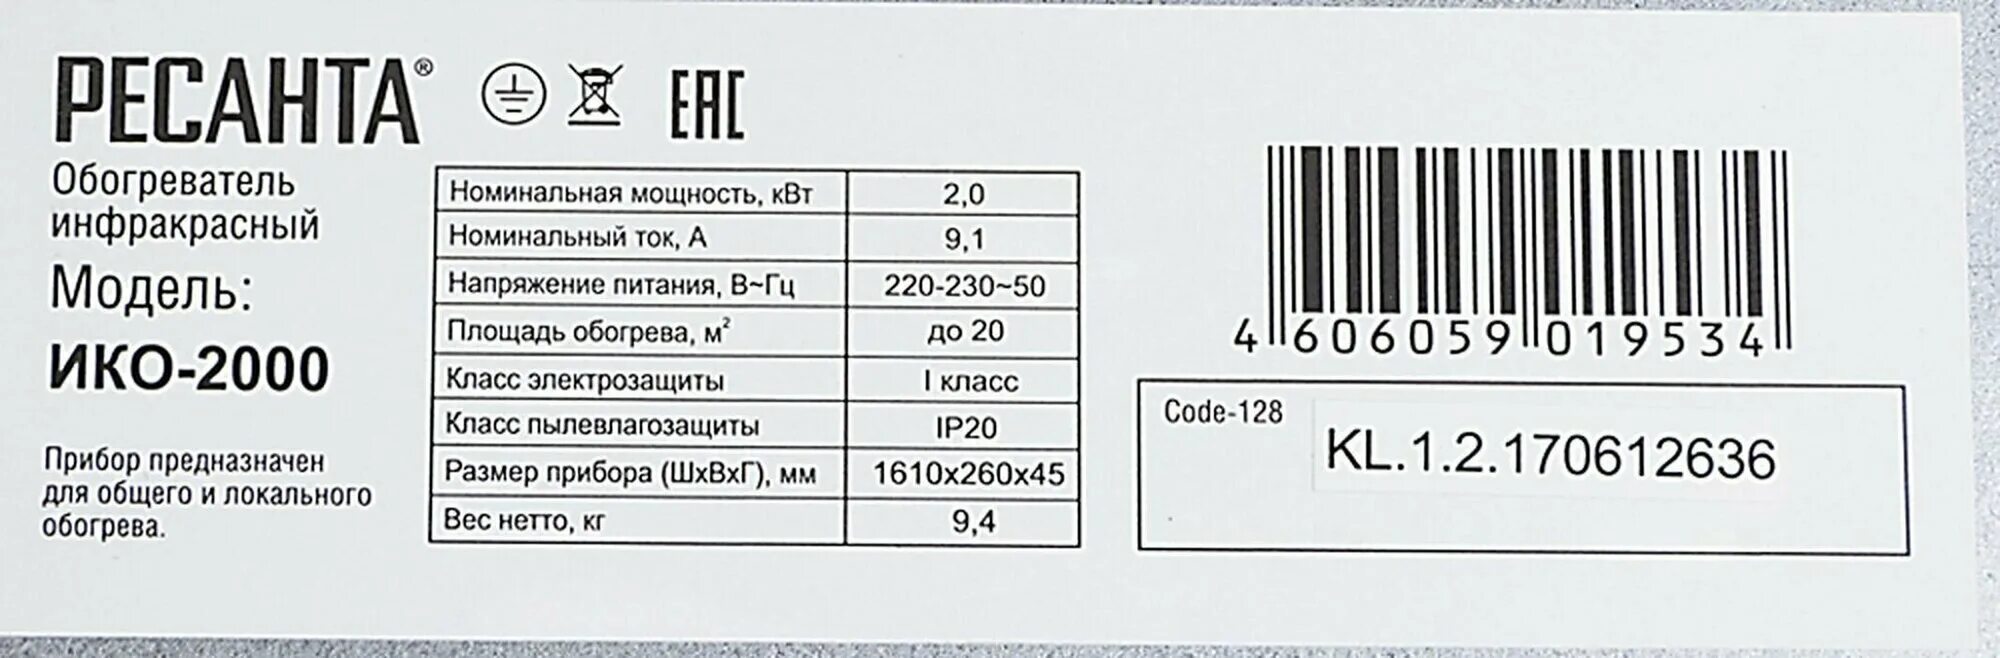 РЕСАНТА®
EAC
Обогреватель
инфракрасный
Модель:
ИКО-2000
Прибор предназначен
для общего и локального
обогрева.
Номинальная мощность, кВт 2,0
Номинальный ток, А 9,1
Напряжение питания, В~Гц 220-230~50
Площадь обогрева, м² до 20
Класс электрозащиты I класс
Класс пылевлагозащиты IP20
Размер прибора (ШхВхГ), мм 1610х260х45
Вес нетто, кг 9,4
4 606059 019534
Code-128
KL.1.2.170612636